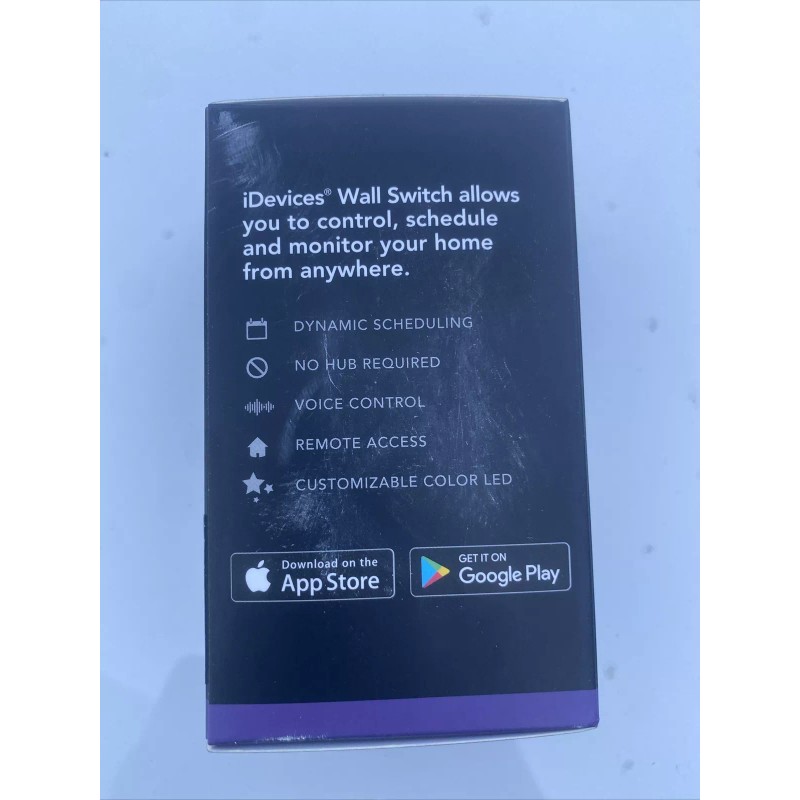 iDevices® Wall Switch allows
you to control, schedule
and monitor your home
from anywhere.
DYNAMIC SCHEDULING
NO HUB REQUIRED
VOICE CONTROL
REMOTE ACCESS
CUSTOMIZABLE COLOR LED
Download on the
App Store
GET IT ON
Google Play